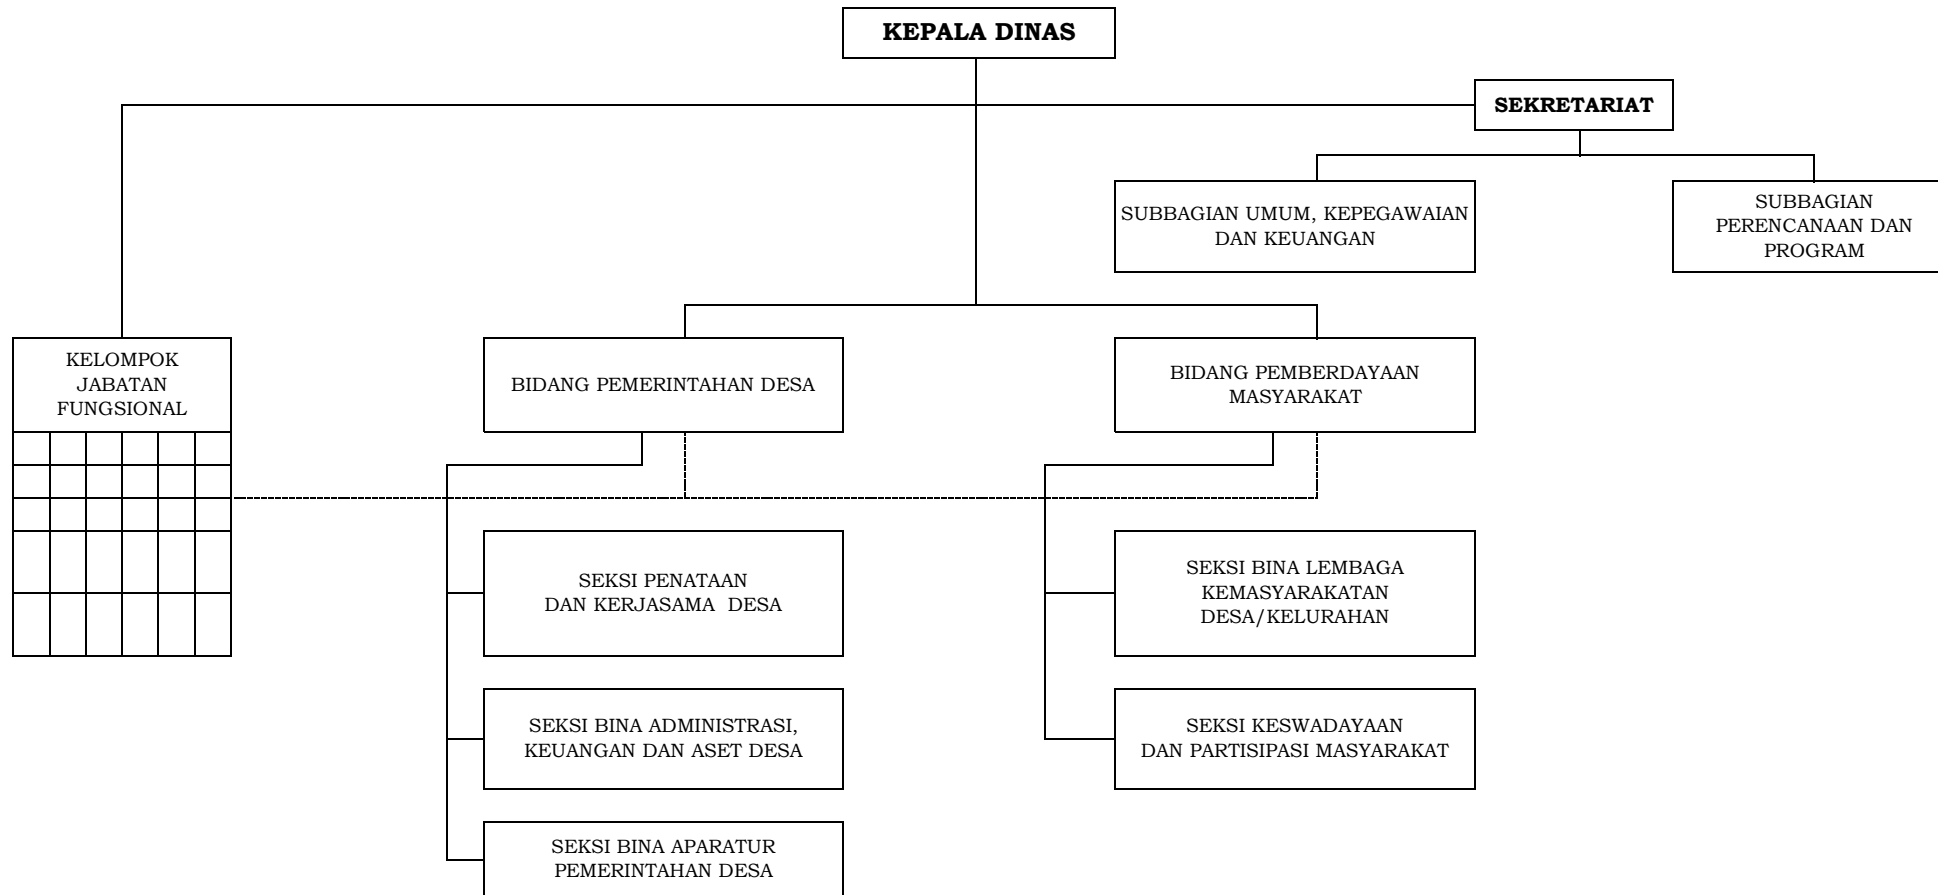 KEPALA DINAS
SEKRETARIAT
SUBBAGIAN UMUM, KEPEGAWAIAN
DAN KEUANGAN
SUBBAGIAN
PERENCANAAN DAN
PROGRAM
KELOMPOK
JABATAN
FUNGSIONAL
BIDANG PEMERINTAHAN DESA
BIDANG PEMBERDAYAAN
MASYARAKAT
SEKSI PENATAAN
DAN KERJASAMA  DESA
SEKSI BINA LEMBAGA
KEMASYARAKATAN
DESA/KELURAHAN
SEKSI BINA ADMINISTRASI,
KEUANGAN DAN ASET DESA
SEKSI KESWADAYAAN
DAN PARTISIPASI MASYARAKAT
SEKSI BINA APARATUR
PEMERINTAHAN DESA